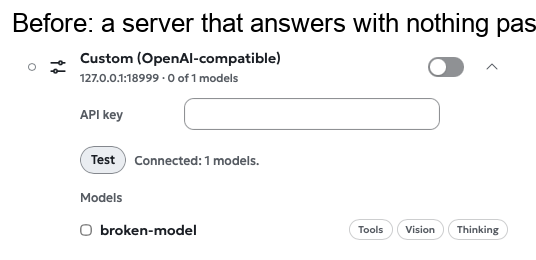 Before: a server that answers with nothing pas
Custom (OpenAI-compatible)
127.0.0.1:18999 · 0 of 1 models
API key
Test Connected: 1 models.
Models
broken-model Tools Vision Thinking